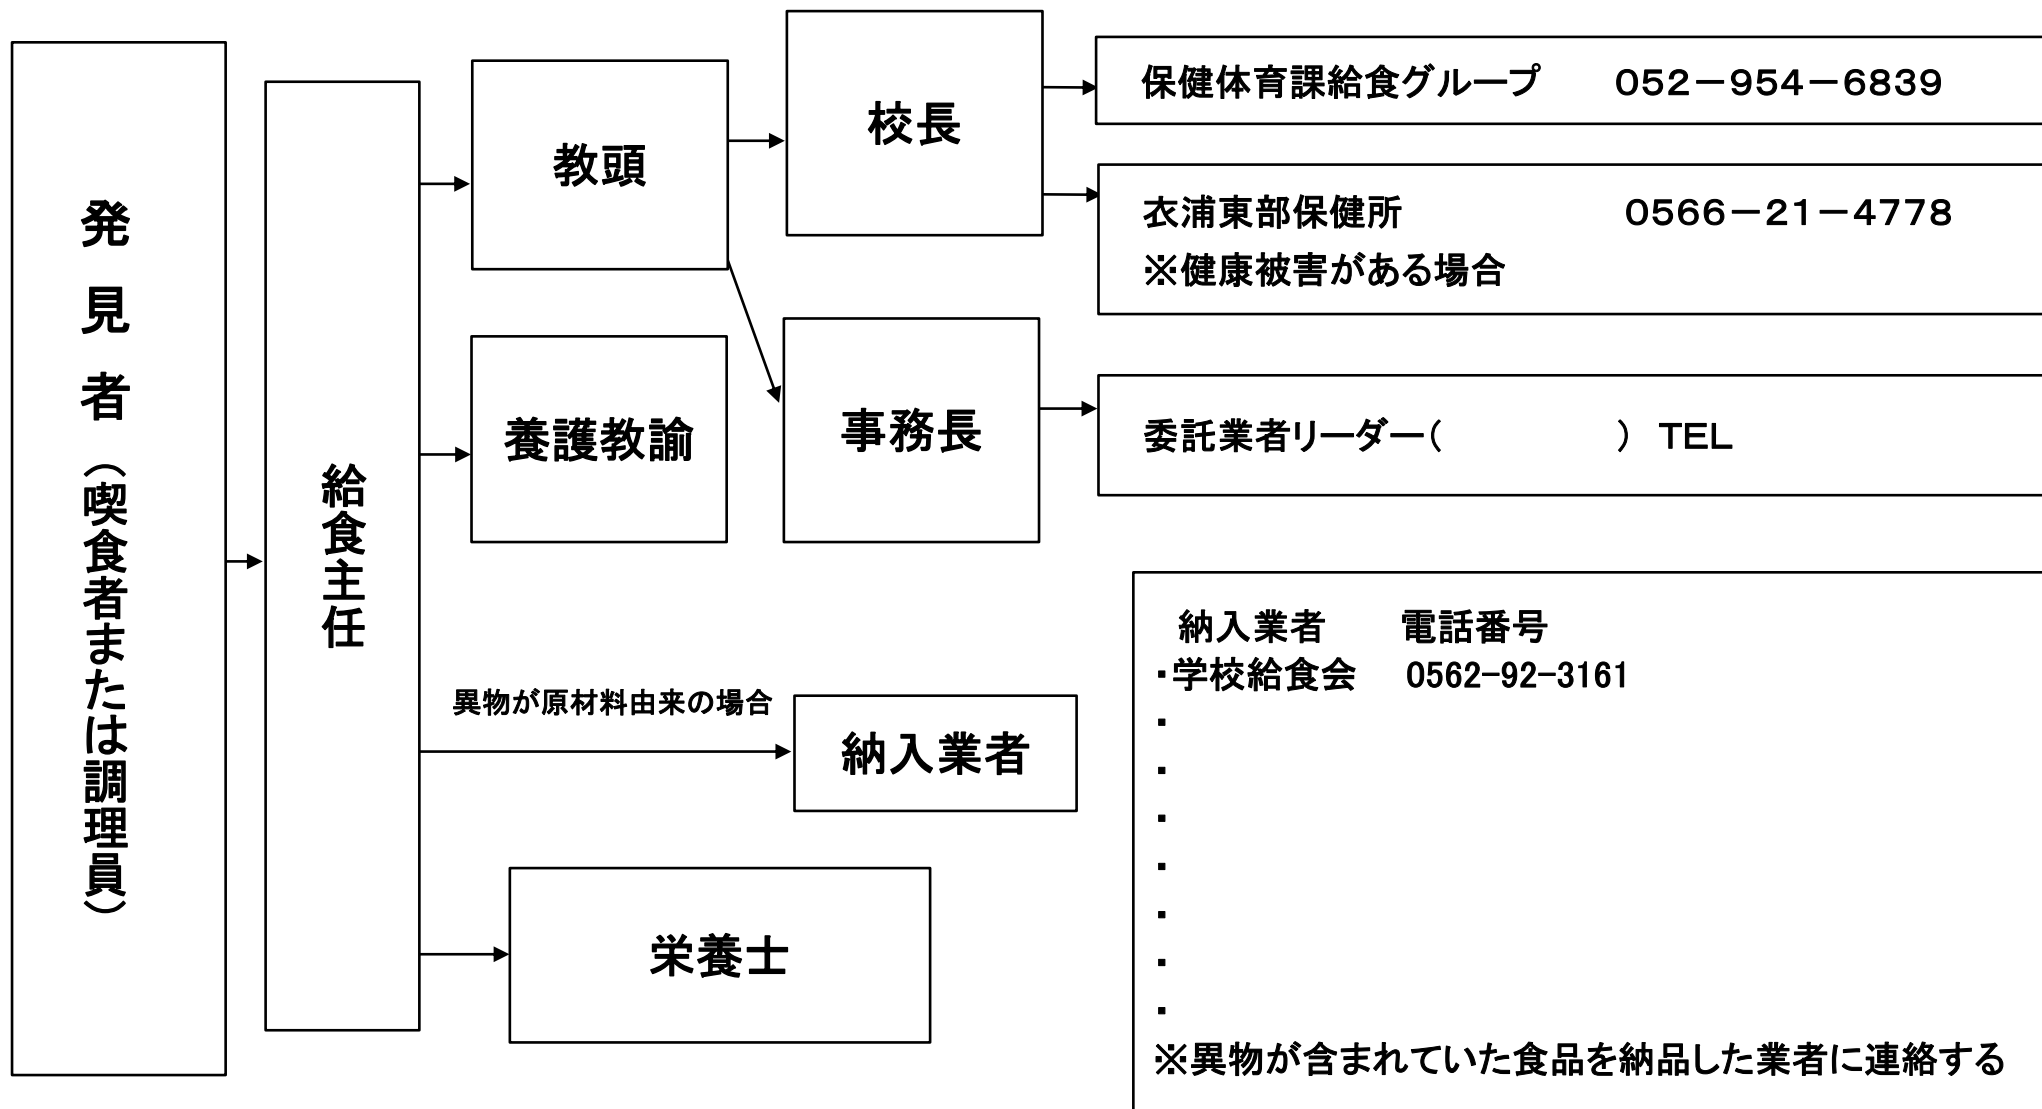 発見者（喫食者または調理員）
給食主任
教頭
校長
保健体育課給食グループ　　０５２－９５４－６８３９
衣浦東部保健所　　　　　　０５６６－２１－４７７８
※健康被害がある場合
養護教諭
事務長
委託業者リーダー（　　　　　）　TEL
異物が原材料由来の場合
納入業者
栄養士
納入業者　　電話番号
・学校給食会　0562-92-3161
・
・
・
・
・
・
・
※異物が含まれていた食品を納品した業者に連絡する